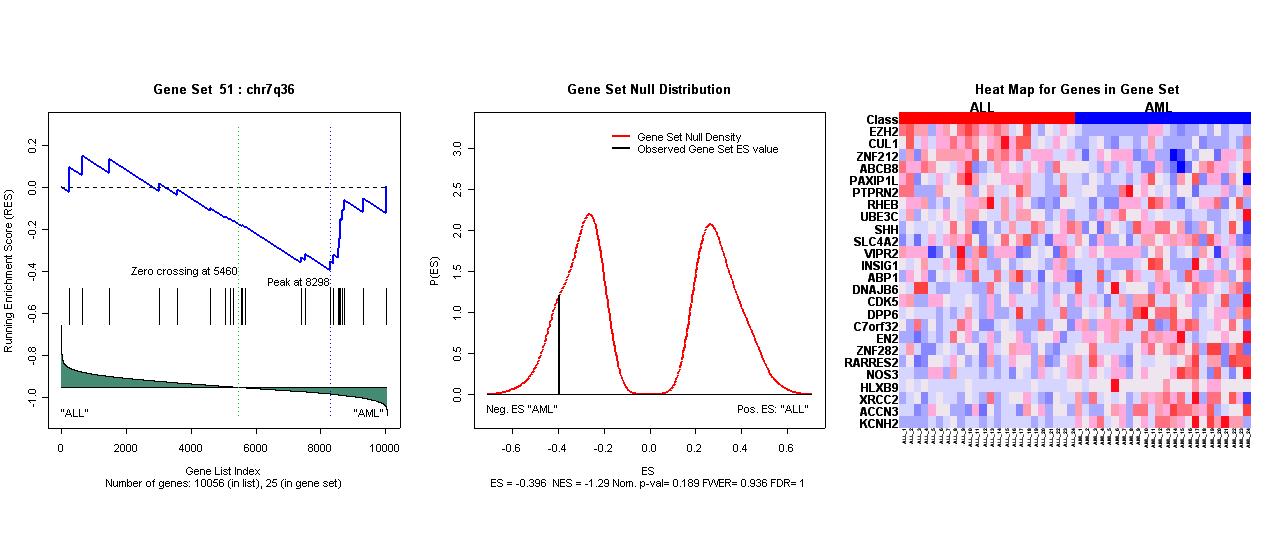 Gene Set 51 : chr7q36
Running Enrichment Score (RES)
0.2
0.0
-0.2
-0.4
-0.6
-0.8
-1.0
Zero crossing at 5460
Peak at 8298
"ALL"
"AML"
0 2000 4000 6000 8000 10000
Gene List Index
Number of genes: 10056 (in list), 25 (in gene set)
Gene Set Null Distribution
P(ES)
3.0
2.5
2.0
1.5
1.0
0.5
0.0
Gene Set Null Density
Observed Gene Set ES value
Neg. ES "AML"
Pos. ES: "ALL"
-0.6 -0.4 -0.2 0.0 0.2 0.4 0.6
ES
ES = -0.396 NES = -1.29 Nom. p-val= 0.189 FWER= 0.936 FDR= 1
Heat Map for Genes in Gene Set
ALL AML
Class
EZH2
CUL1
ZNF212
ABCB8
PAXIP1L
PTPRN2
RHEB
UBE3C
SHH
SLC4A2
VIPR2
INSIG1
ABP1
DNAJB6
CDK5
DPP6
C7orf32
EN2
ZNF282
RARRES2
NOS3
HLXB9
XRCC2
ACCN3
KCNH2